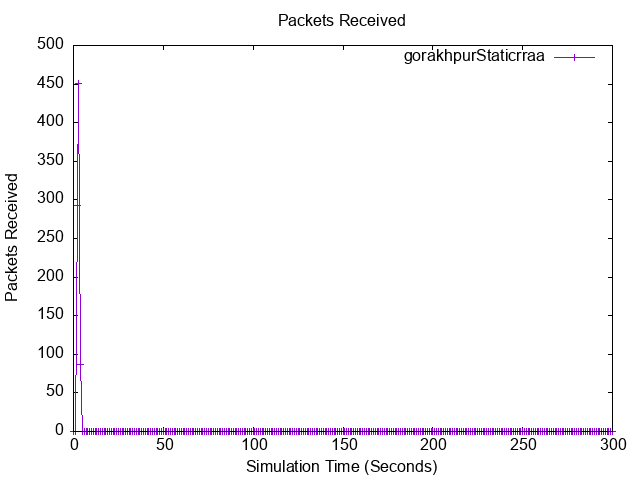 Packets Received
gorakhpurStaticrraa
500
450
400
350
300
250
200
150
100
50
0
Packets Received
0 50 100 150 200 250 300
Simulation Time (Seconds)